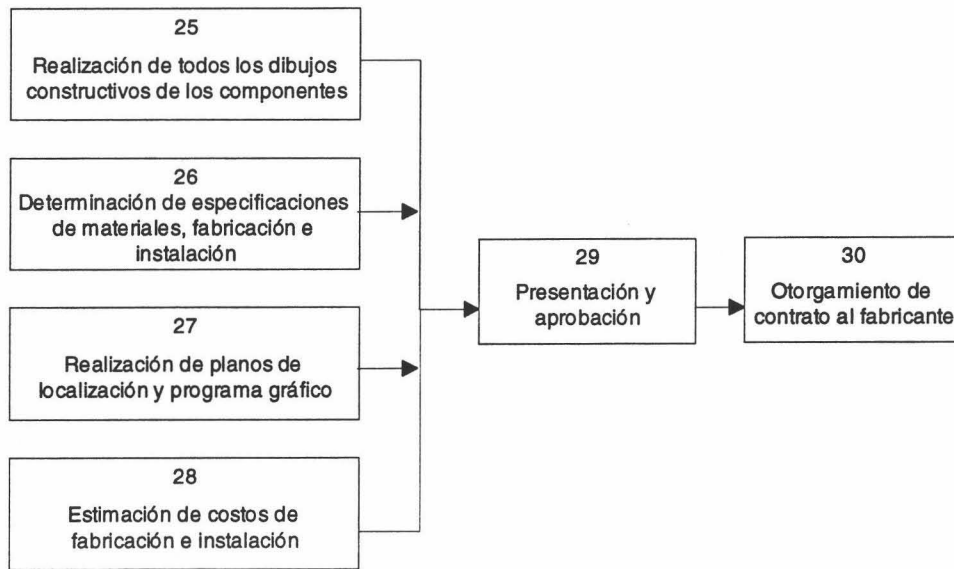 25
Realización de todos los dibujos
constructivos de los componentes
26
Determinación de especificaciones
de materiales, fabricación e
instalación
27
Realización de planos de
localización y programa gráfico
28
Estimación de costos de
fabricación e instalación
29
Presentación y
aprobación
30
Otorgamiento de
contrato al fabricante